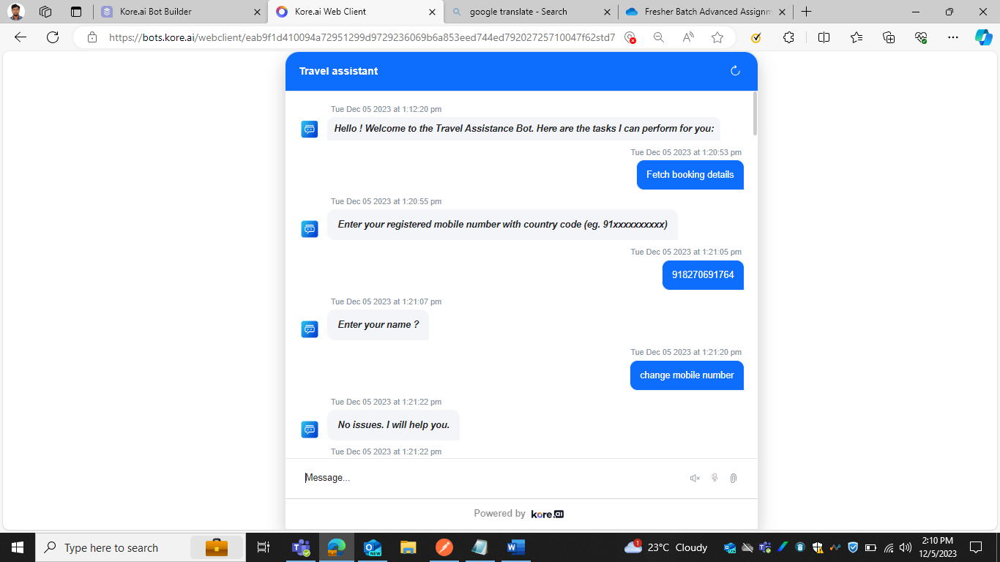 Kore.ai Bot Builder
Kore.ai Web Client
google translate - Search
Fresher Batch Advanced Assignm
https://bots.kore.ai/webclient/eab9f1d410094a72951299d9729236069b6a853eed744ed79202725710047f62std7
Travel assistant
Tue Dec 05 2023 at 1:12:20 pm
Hello ! Welcome to the Travel Assistance Bot. Here are the tasks I can perform for you:
Tue Dec 05 2023 at 1:20:53 pm
Fetch booking details
Tue Dec 05 2023 at 1:20:55 pm
Enter your registered mobile number with country code (eg. 91xxxxxxxxxx)
Tue Dec 05 2023 at 1:21:05 pm
918270691764
Tue Dec 05 2023 at 1:21:07 pm
Enter your name ?
Tue Dec 05 2023 at 1:21:20 pm
change mobile number
Tue Dec 05 2023 at 1:21:22 pm
No issues. I will help you.
Tue Dec 05 2023 at 1:21:22 pm
Message...
Powered by kore.ai
Type here to search
1
23°C Cloudy
2:10 PM
12/5/2023